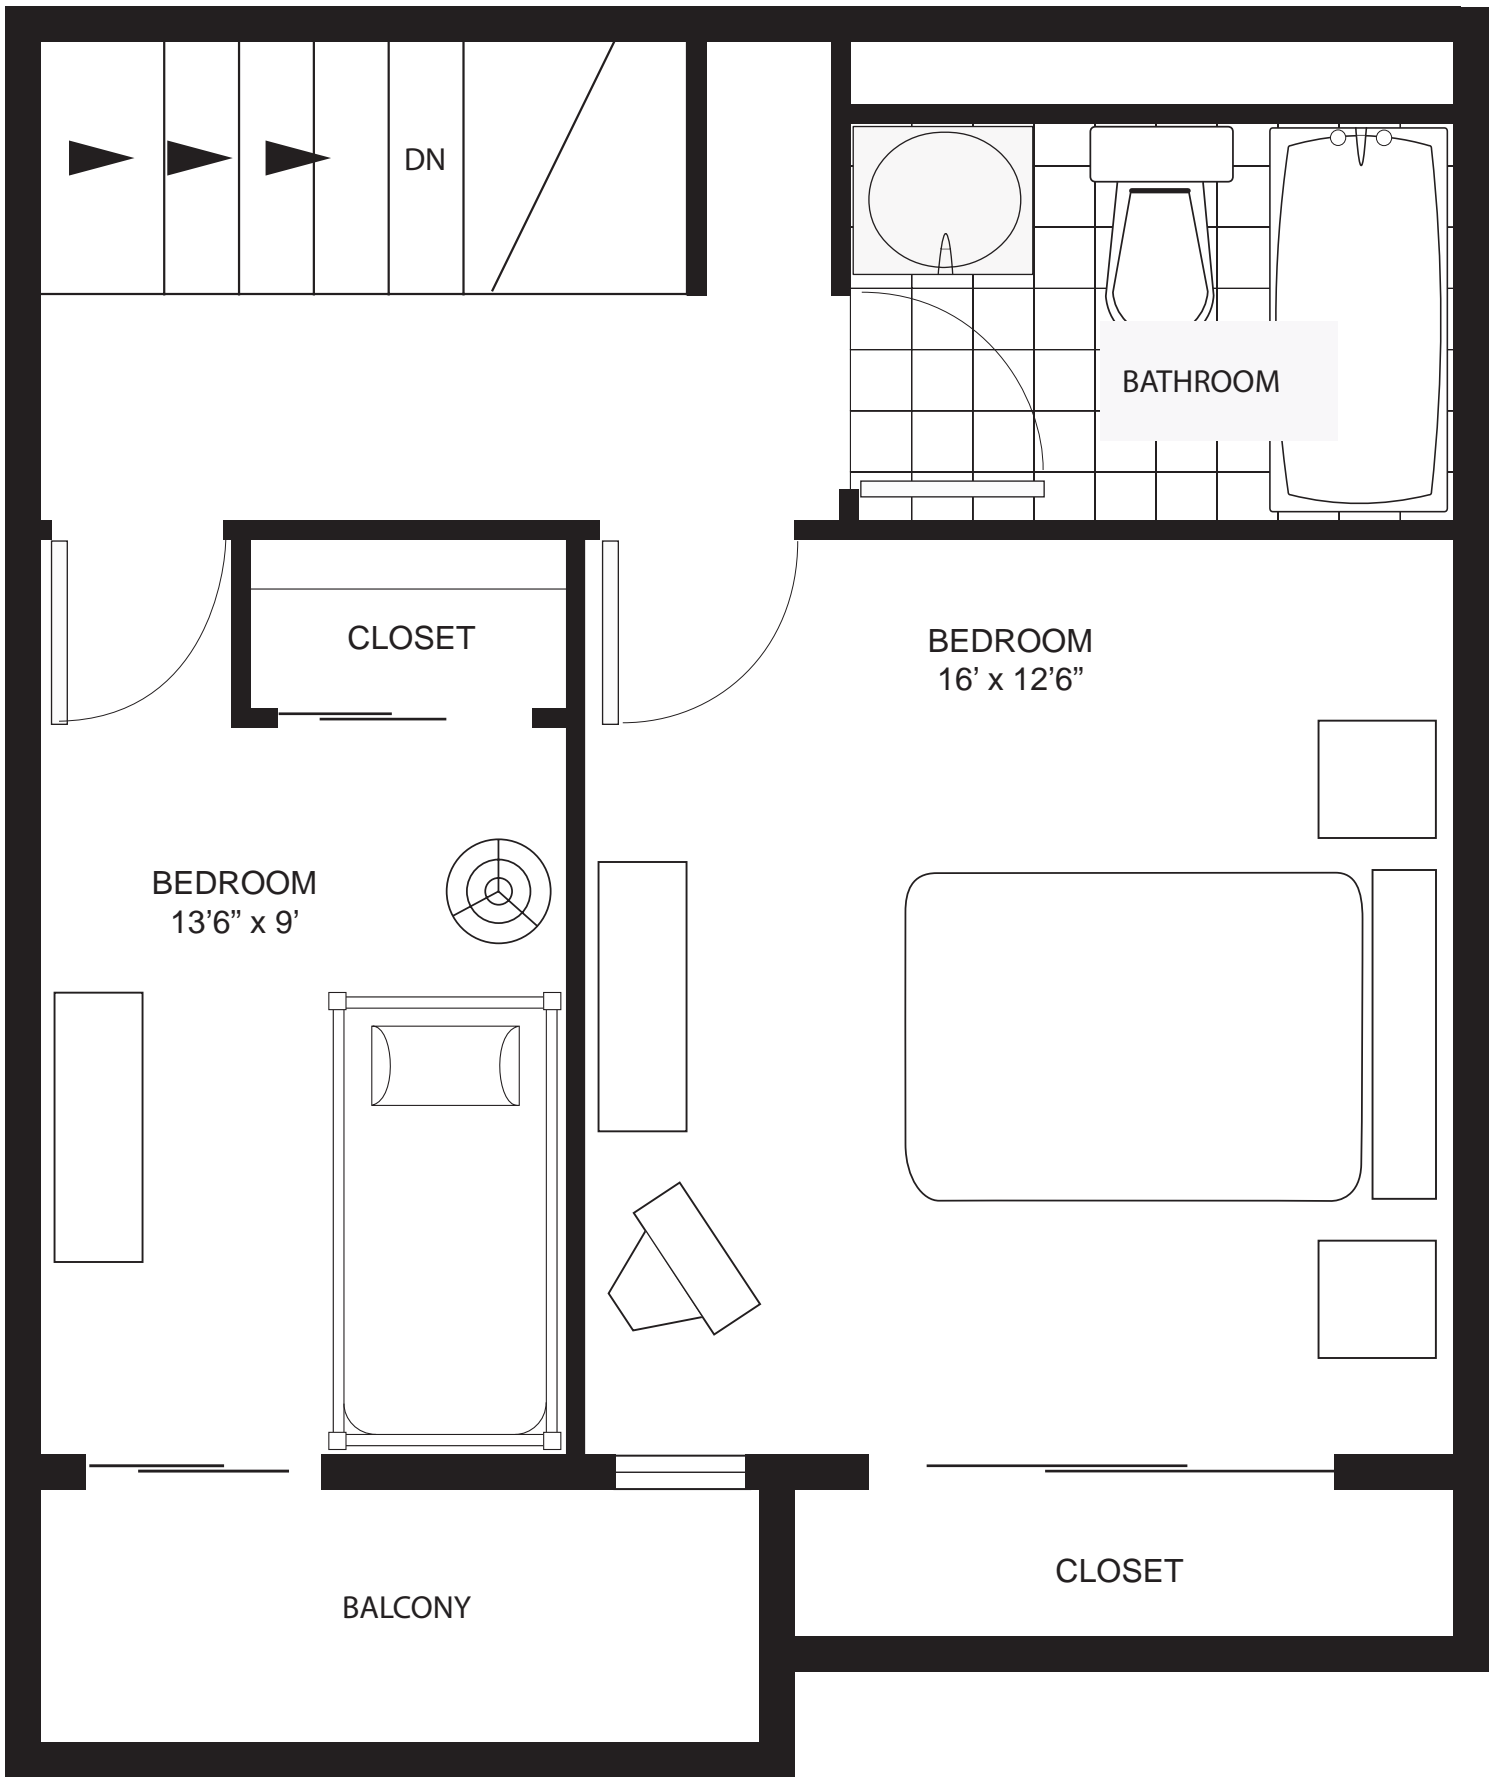 DN
BATHROOM
CLOSET
BEDROOM
16’ x 12’6”
BEDROOM
13’6” x 9’
CLOSET
BALCONY